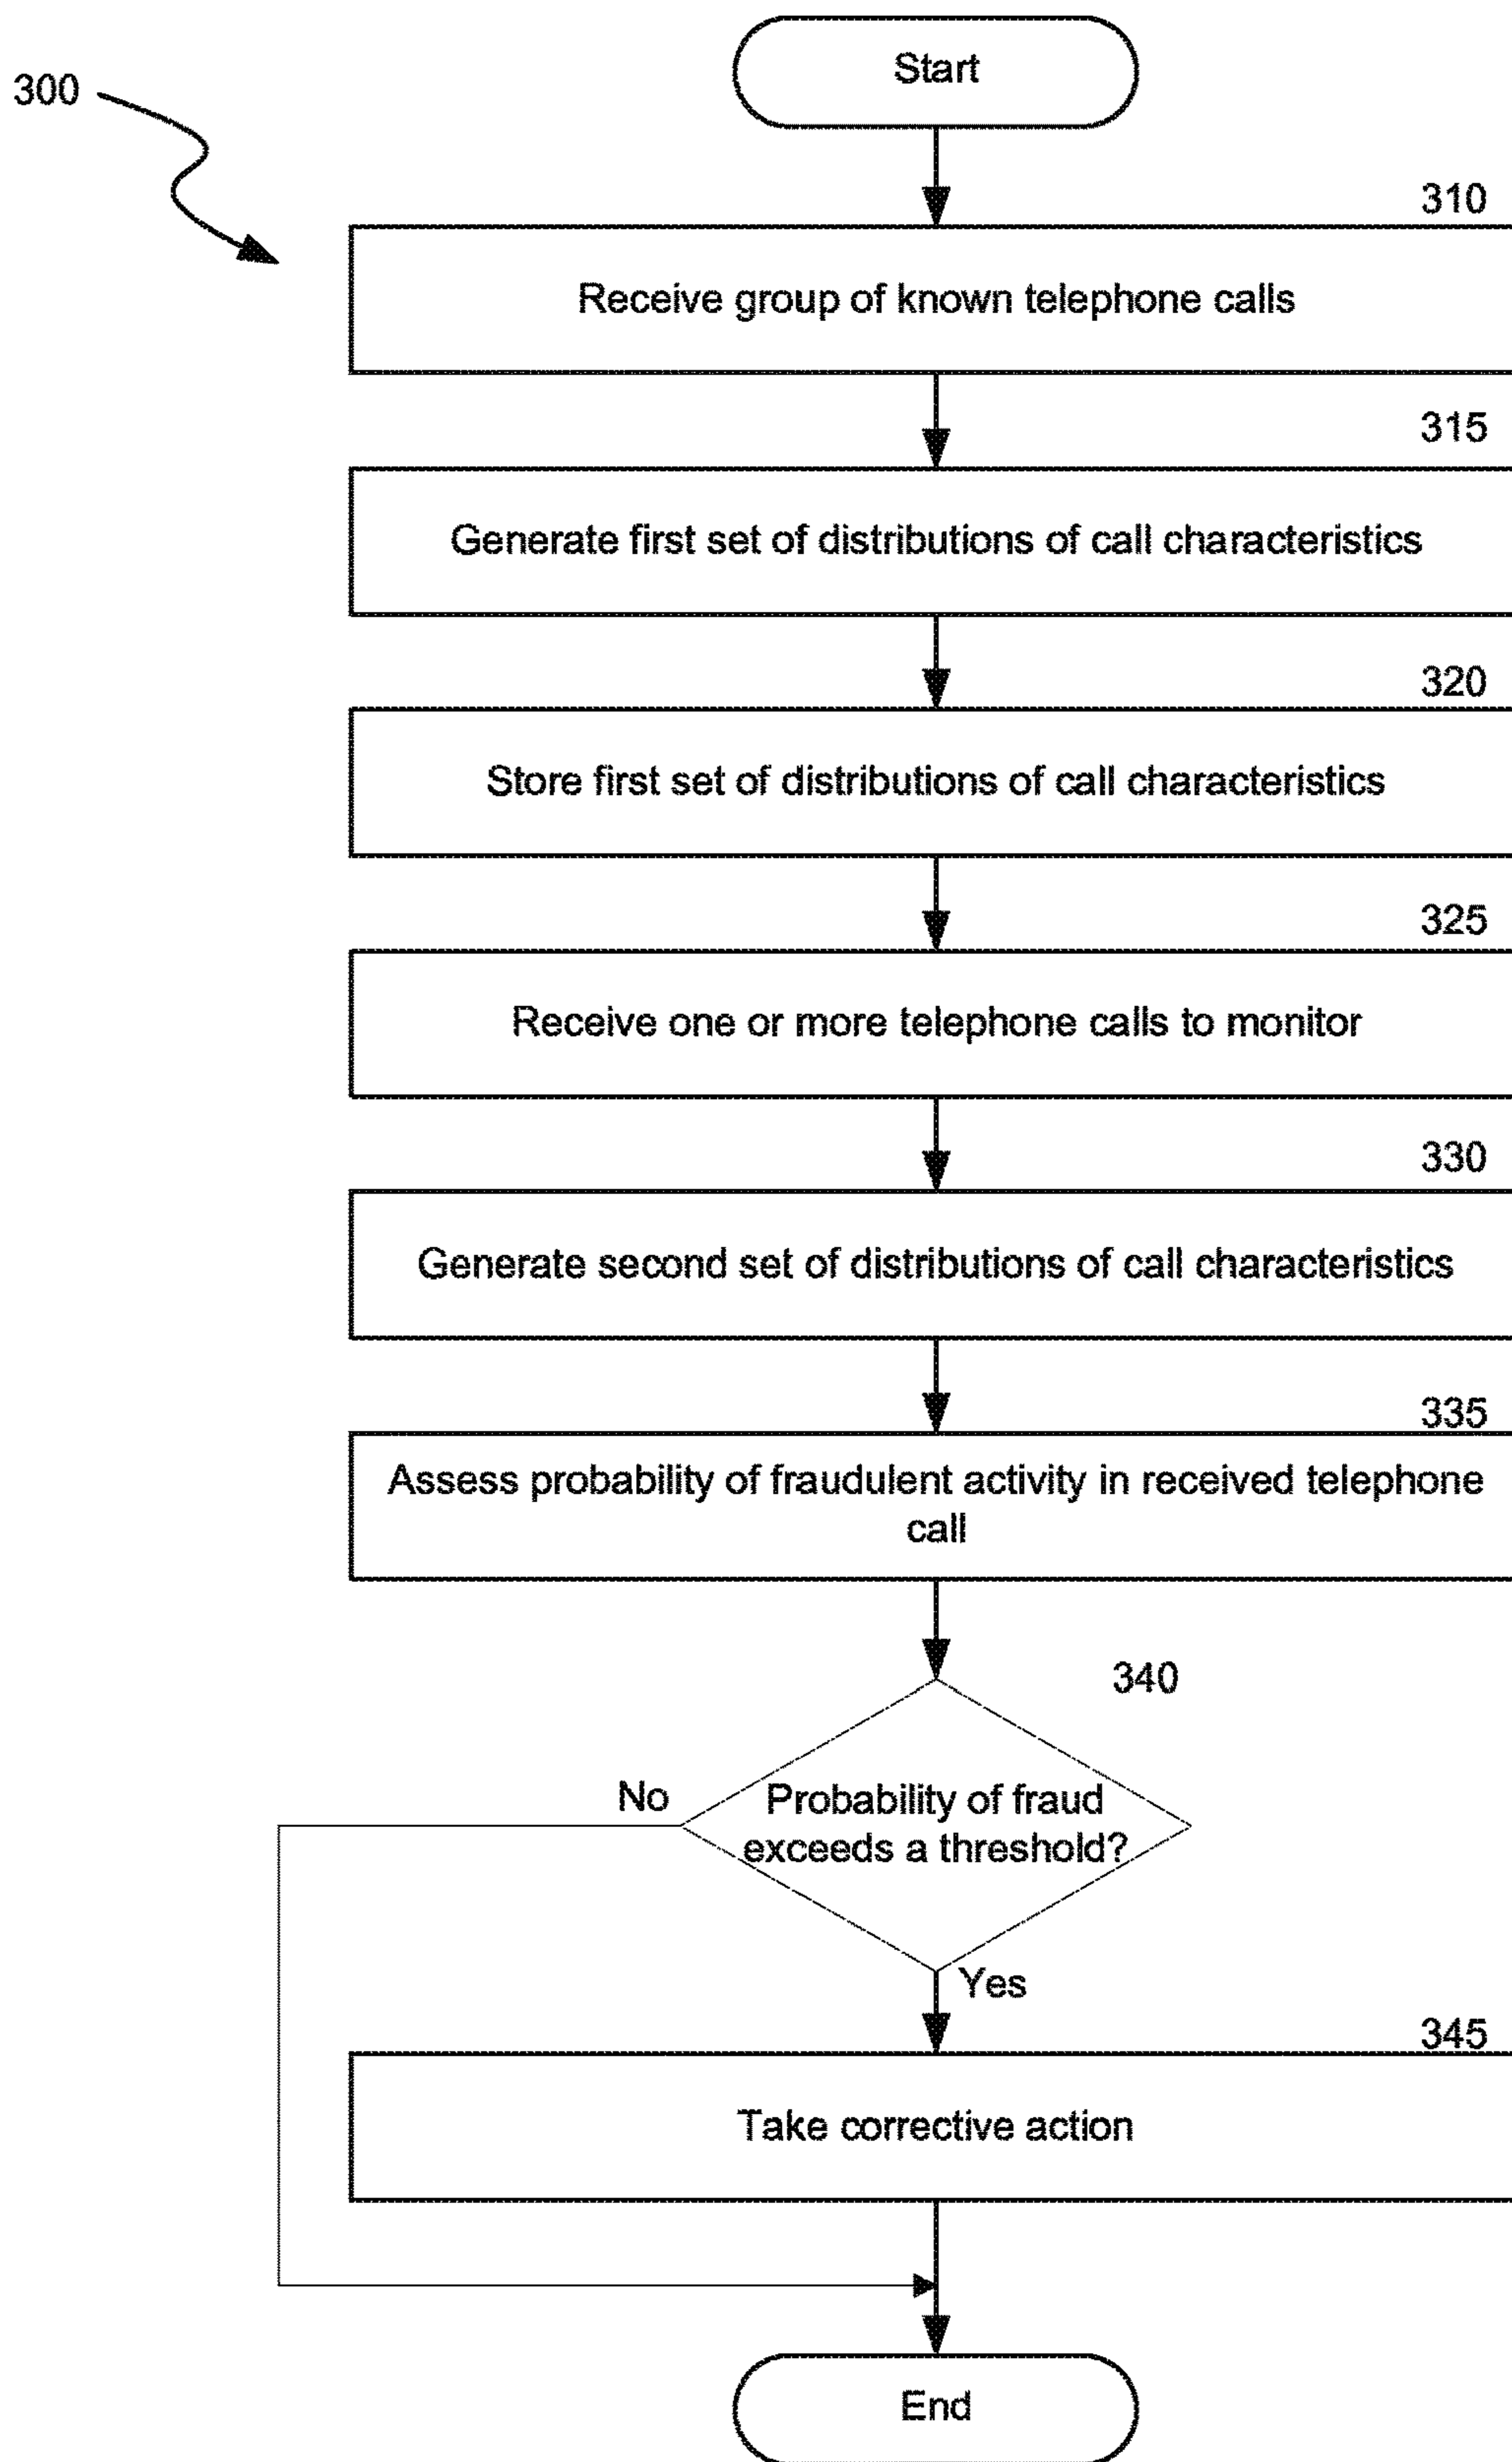 Start
300
310
Receive group of known telephone calls
315
Generate first set of distributions of call characteristics
320
Store first set of distributions of call characteristics
325
Receive one or more telephone calls to monitor
330
Generate second set of distributions of call characteristics
335
Assess probability of fraudulent activity in received telephone
call
340
No
Probability of fraud
exceeds a threshold?
Yes
345
Take corrective action
End